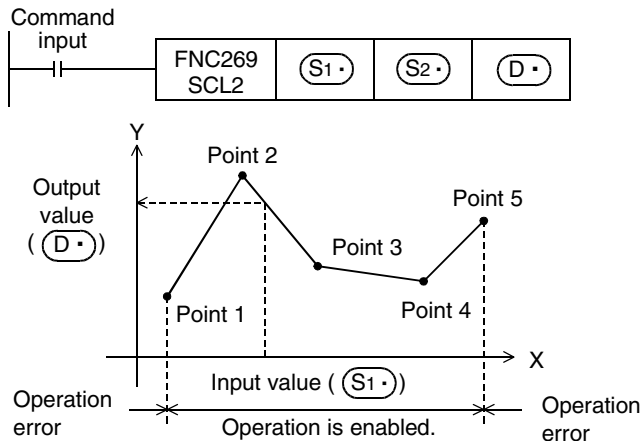 Command
input
FNC269
SCL2
S1・
S2・
D・
Y
Point 2
Output
value
( D・ )
Point 5
Point 3
Point 1
Point 4
X
Input value ( S1・ )
Operation
error
Operation is enabled.
Operation
error